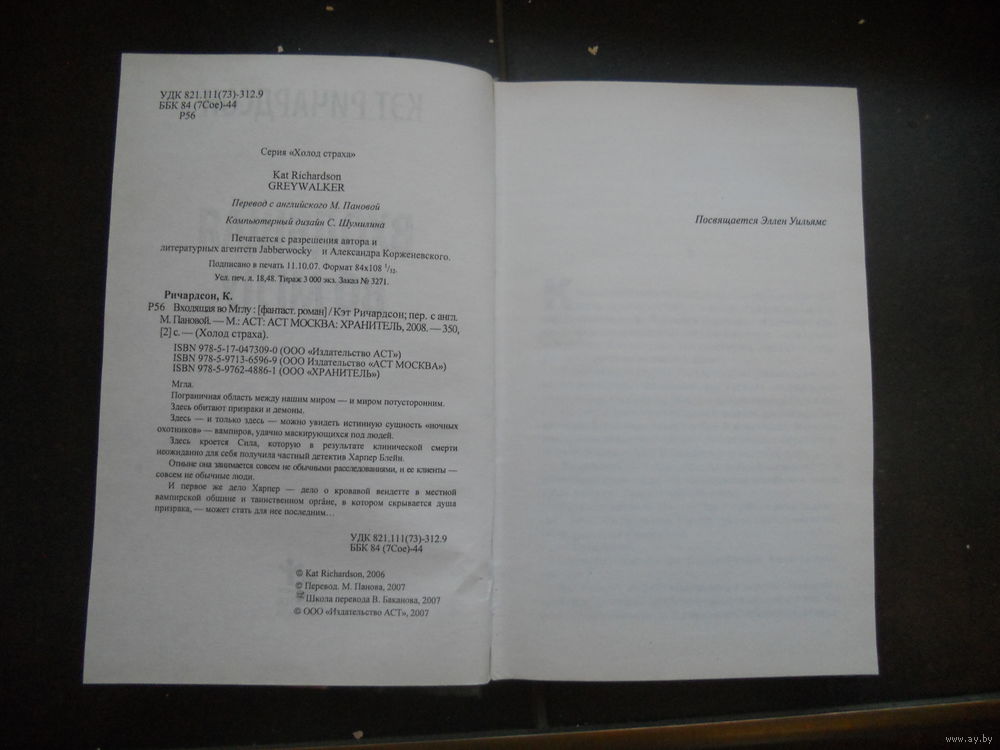 УДК 821.111(73)-312.9
ББК 84 (7Сое)-44
Р56
Серия «Холод страха»
Kat Richardson
GREYWALKER
Перевод с английского М. Пановой
Компьютерный дизайн С. Шумилина
Печатается с разрешения автора и
литературных агентств Jabberwocky и Александра Корженевского.
Подписано в печать 11.10.07. Формат 84х108 1/32.
Усл. печ. л. 18,48. Тираж 3 000 экз. Заказ № 3271.
Ричардсон, К.
Р56 Входящая во Мглу : [фантаст. роман] / Кэт Ричардсон; пер. с англ.
М. Пановой. — М.: АСТ: АСТ МОСКВА: ХРАНИТЕЛЬ, 2008. — 350,
[2] с. — (Холод страха).
ISBN 978-5-17-047309-0 (ООО «Издательство АСТ»)
ISBN 978-5-9713-6596-9 (ООО Издательство «АСТ МОСКВА»)
ISBN 978-5-9762-4886-1 (ООО «ХРАНИТЕЛЬ»)
Мгла.
Пограничная область между нашим миром — и миром потусторонним.
Здесь обитают призраки и демоны.
Здесь — и только здесь — можно увидеть истинную сущность «ночных
охотников» — вампиров, удачно маскирующихся под людей.
Здесь кроется Сила, которую в результате клинической смерти
неожиданно для себя получила частный детектив Харпер Блейн.
Отныне она занимается совсем не обычными расследованиями, и ее клиенты —
совсем не обычные люди.
И первое же дело Харпер — дело о кровавой вендетте в местной
вампирской общине и таинственном органе, в котором скрывается душа
призрака, — может стать для нее последним...
УДК 821.111(73)-312.9
ББК 84 (7Сое)-44
© Kat Richardson, 2006
© Перевод. М. Панова, 2007
Школа перевода В. Баканова, 2007
© ООО «Издательство АСТ», 2007
Посвящается Эллен Уильямс
www.ay.by